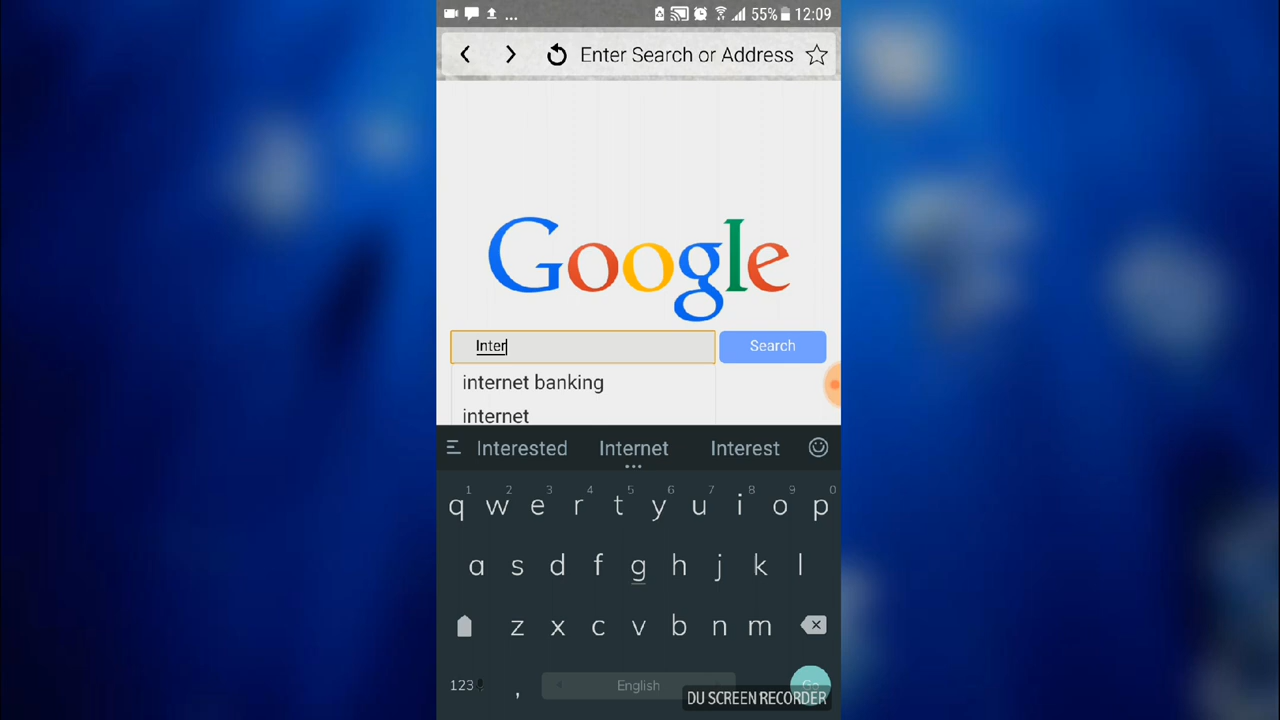 ... 55% 12:09
Enter Search or Address
Google
Inter Search
internet banking
internet
Interested Internet Interest
1 2 3 4 5 6 7 8 9 0
q w e r t y u i o p
a s d f g h j k l
z x c v b n m
123 , English Go
DU SCREEN RECORDER